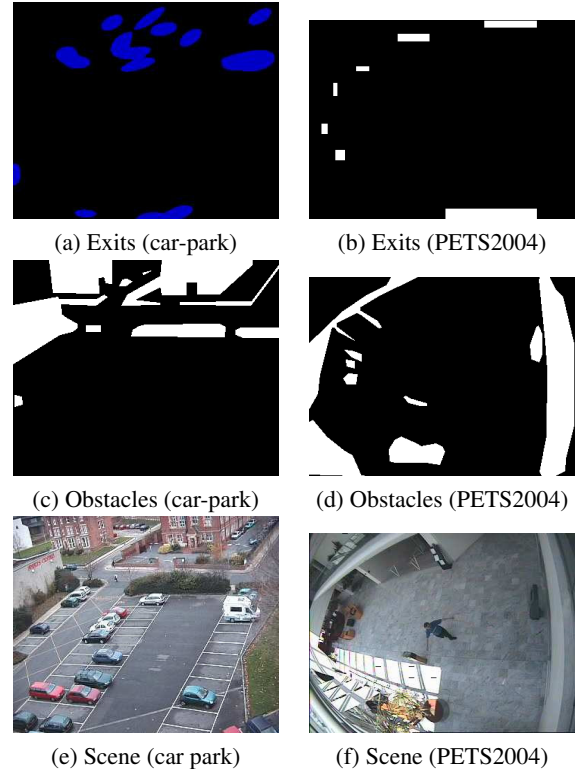 (a) Exits (car-park)
(b) Exits (PETS2004)
(c) Obstacles (car-park)
(d) Obstacles (PETS2004)
(e) Scene (car park)
(f) Scene (PETS2004)